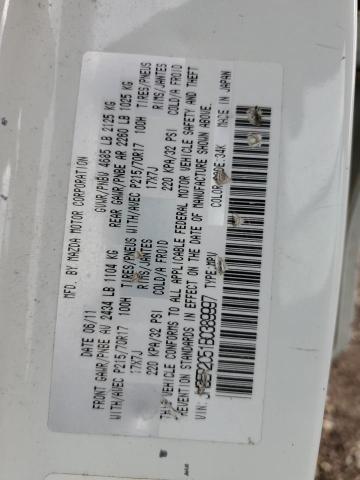 MFD. BY MAZDA MOTOR CORPORATION
DATE 06/11 GVWR/PNBV 4685 LB 2125 KG
FRONT GAWR/PNBE AV 2434 LB 1104 KG REAR GAWR/PNBE AR 2260 LB 1025 KG
WITH/AVEC P215/70R17 100H TIRES/PNEUS WITH/AVEC P215/70R17 100H TIRES/PNEUS
17X7J RIMS/JANTES 17X7J RIMS/JANTES
220 KPA/32 PSI COLD/A FROID 220 KPA/32 PSI COLD/A FROID
THIS VEHICLE CONFORMS TO ALL APPLICABLE FEDERAL MOTOR VEHICLE SAFETY AND THEFT
PREVENTION STANDARDS IN EFFECT ON THE DATE OF MANUFACTURE SHOWN ABOVE.
VIN: TYPE:MPV COLOR :34K MADE IN JAPAN